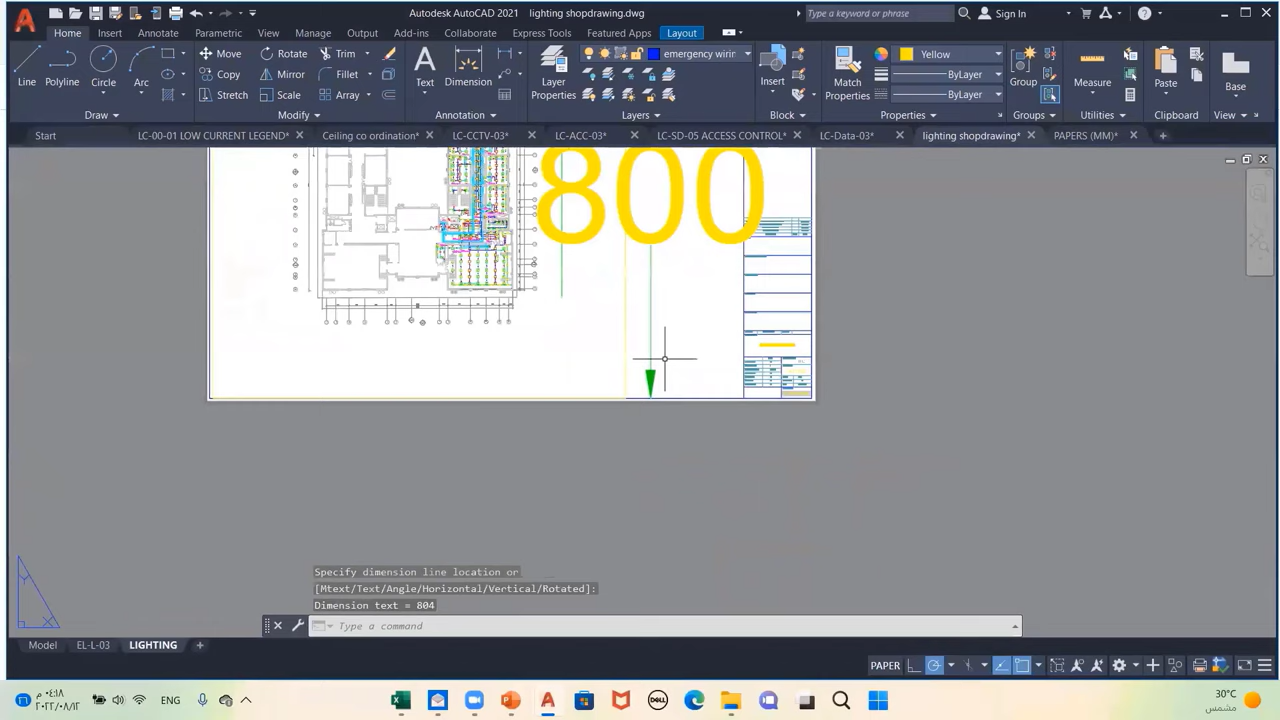 Autodesk AutoCAD 2021 lighting shopdrawing.dwg
Type a keyword or phrase
Sign In
Home Insert Annotate Parametric View Manage Output Add-ins Collaborate Express Tools Featured Apps Layout
Line Polyline Circle Arc
Move Rotate Trim
Copy Mirror Fillet
Stretch Scale Array
Text Dimension
Layer Properties
emergency wirin
Insert
Match Properties
Yellow
ByLayer
ByLayer
Group
Measure
Paste
Base
Draw Modify Annotation Layers Block Properties Groups Utilities Clipboard View
Start LC-00-01 LOW CURRENT LEGEND* Ceiling co ordination* LC-CCTV-03* LC-ACC-03* LC-SD-05 ACCESS CONTROL* LC-Data-03* lighting shopdrawing* PAPERS (MM)*
800
Specify dimension line location or
[Mtext/Text/Angle/Horizontal/Vertical/Rotated]:
Dimension text = 804
Type a command
Model EL-L-03 LIGHTING
PAPER
ENG
30°C
مشمس